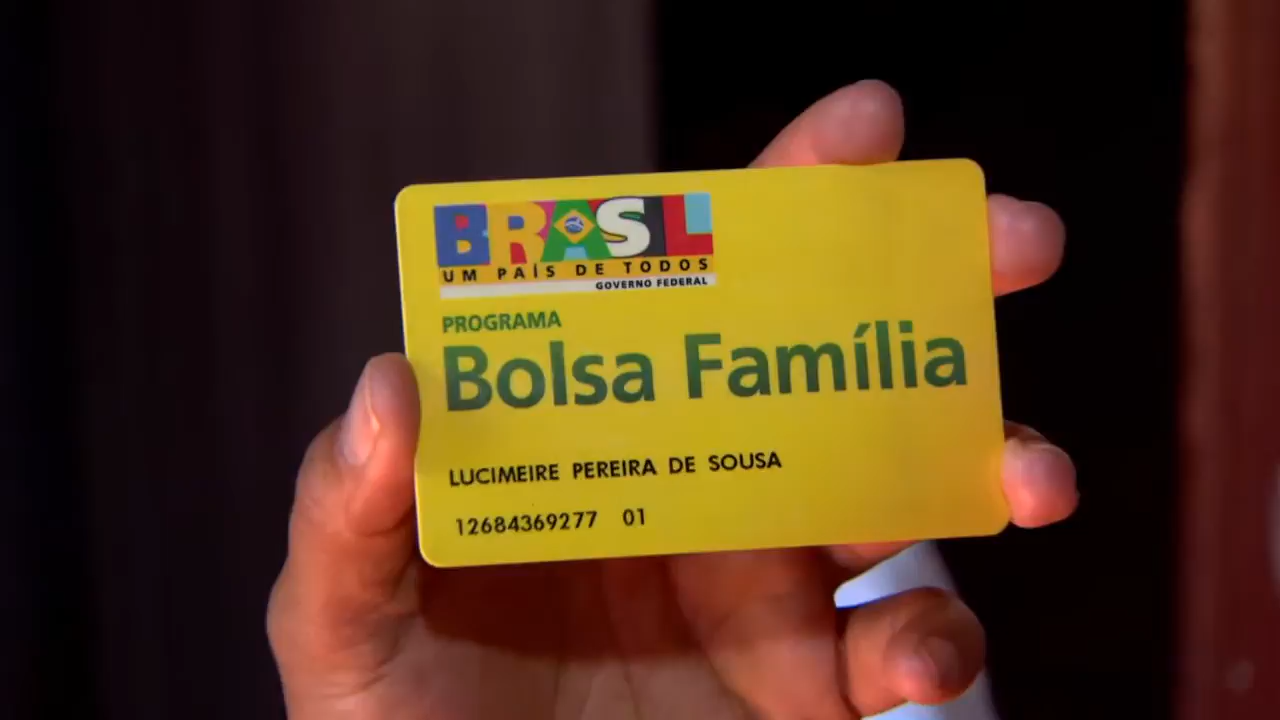 BRASIL
UM PAÍS DE TODOS
GOVERNO FEDERAL
PROGRAMA
Bolsa Família
LUCIMEIRE PEREIRA DE SOUSA
12684369277 01